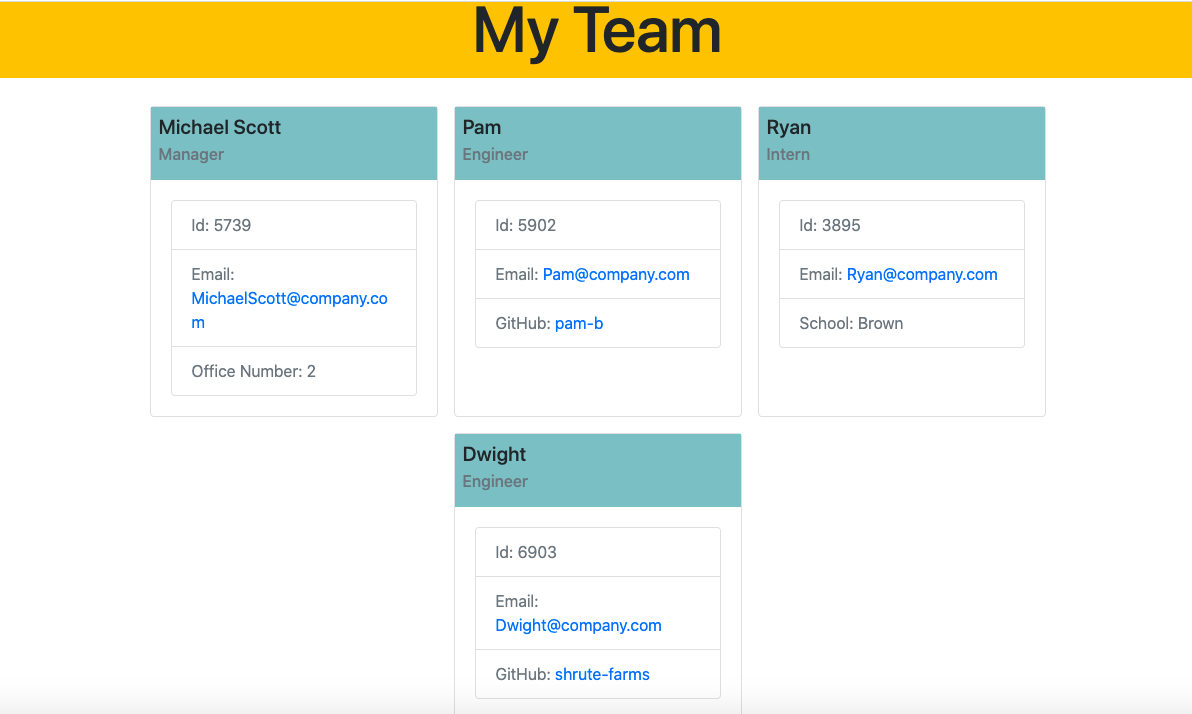 My Team
Michael Scott
Manager
Id: 5739
Email:
MichaelScott@company.co
m
Office Number: 2
Pam
Engineer
Id: 5902
Email: Pam@company.com
GitHub: pam-b
Ryan
Intern
Id: 3895
Email: Ryan@company.com
School: Brown
Dwight
Engineer
Id: 6903
Email:
Dwight@company.com
GitHub: shrute-farms